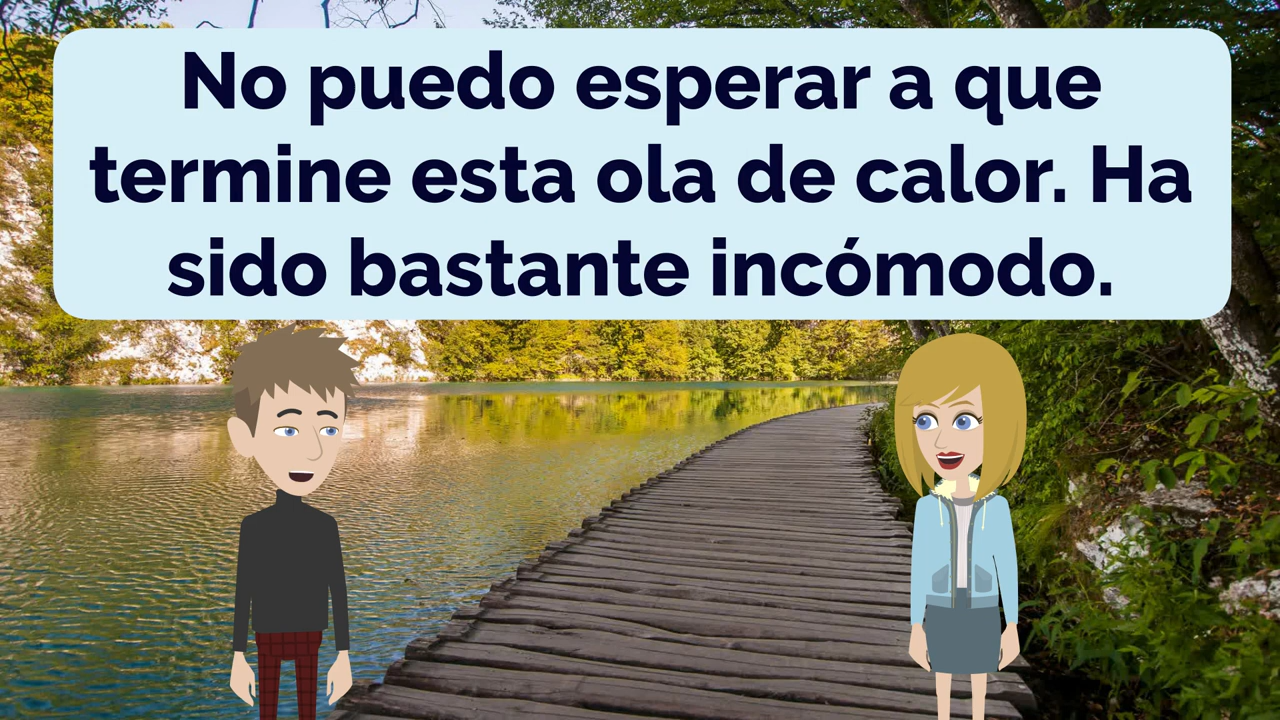 No puedo esperar a que
termine esta ola de calor. Ha
sido bastante incómodo.